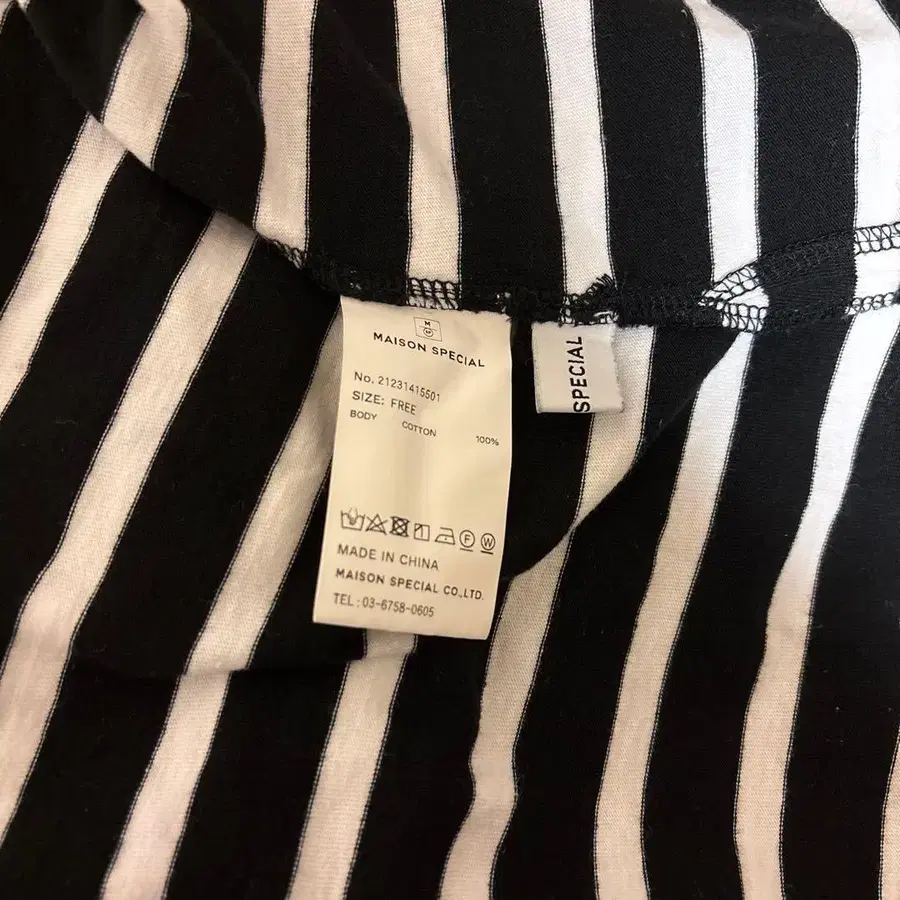 M
MAISON SPECIAL
No. 21231415501
SIZE: FREE
BODY COTTON 100%
F W
MADE IN CHINA
MAISON SPECIAL CO.,LTD.
TEL:03-6758-0605
SPECIAL